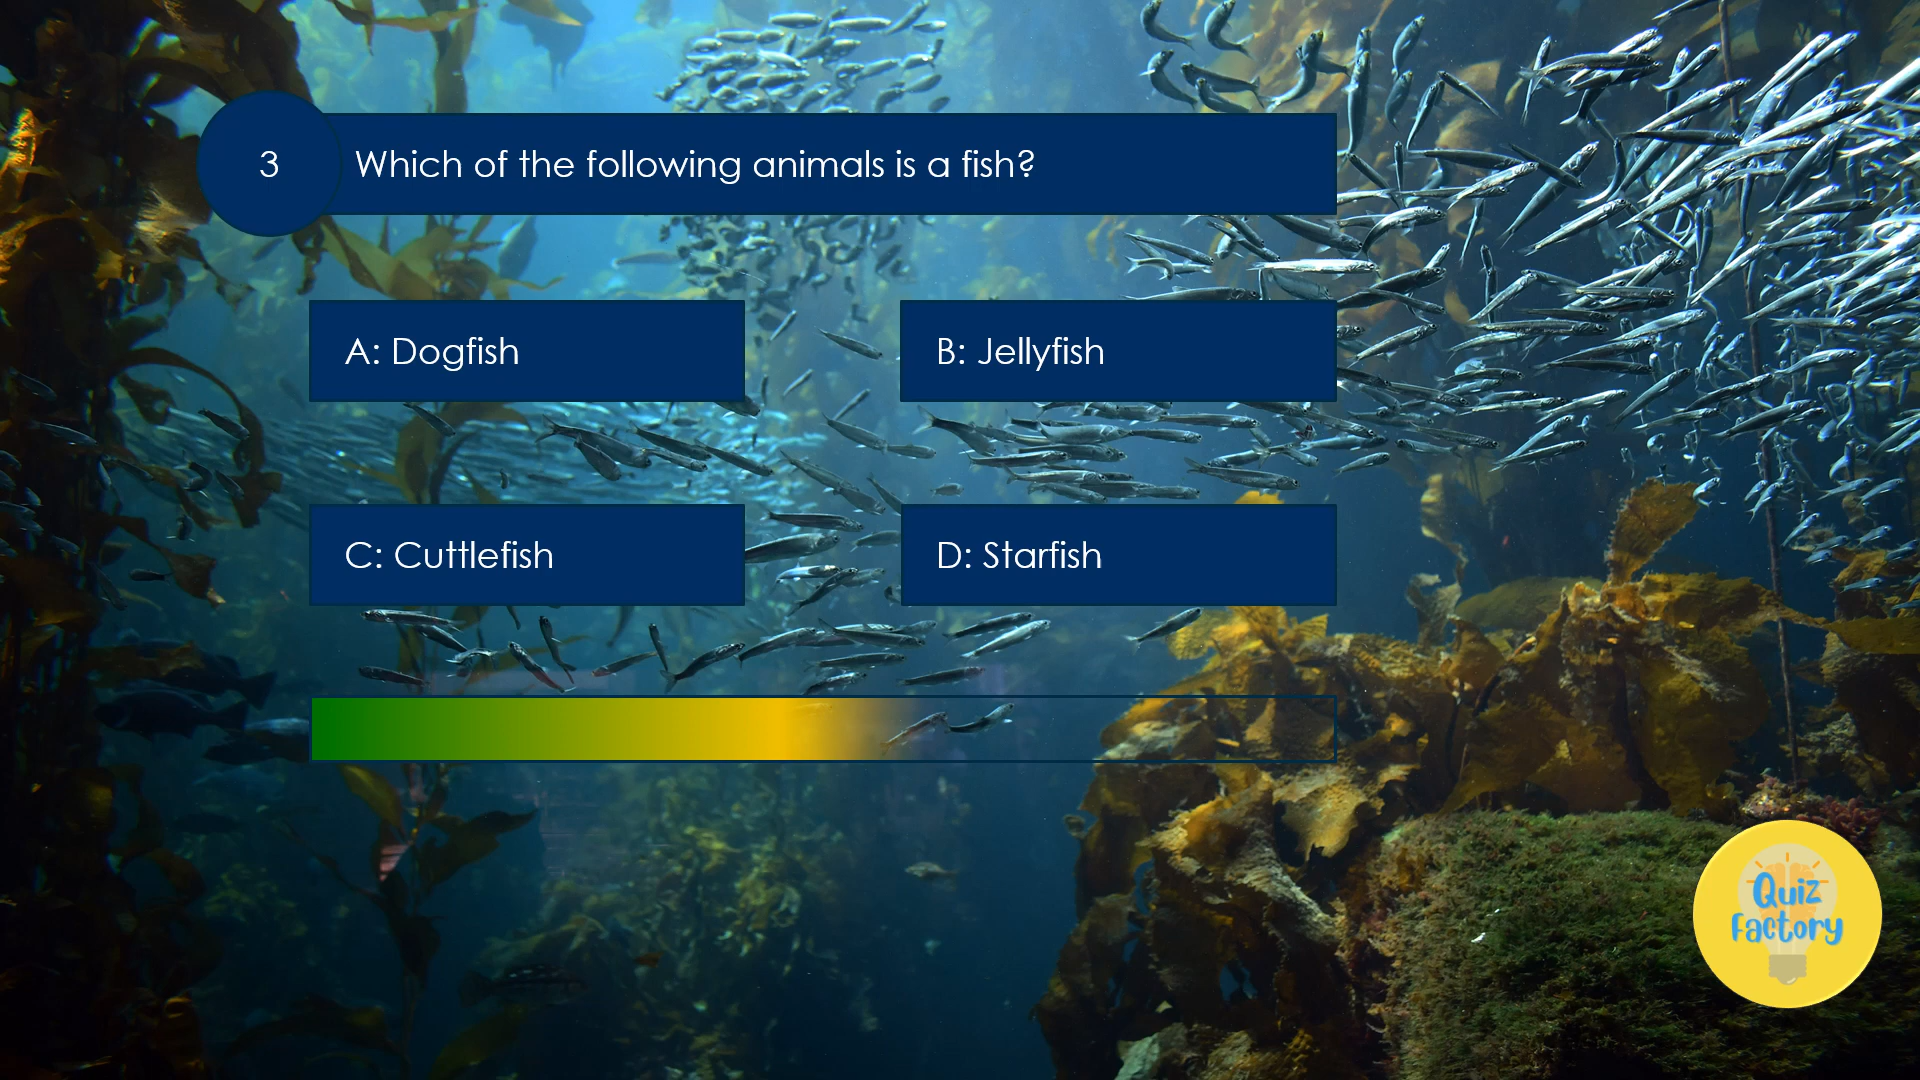 3
Which of the following animals is a fish?
A: Dogfish
B: Jellyfish
C: Cuttlefish
D: Starfish
Quiz
Factory